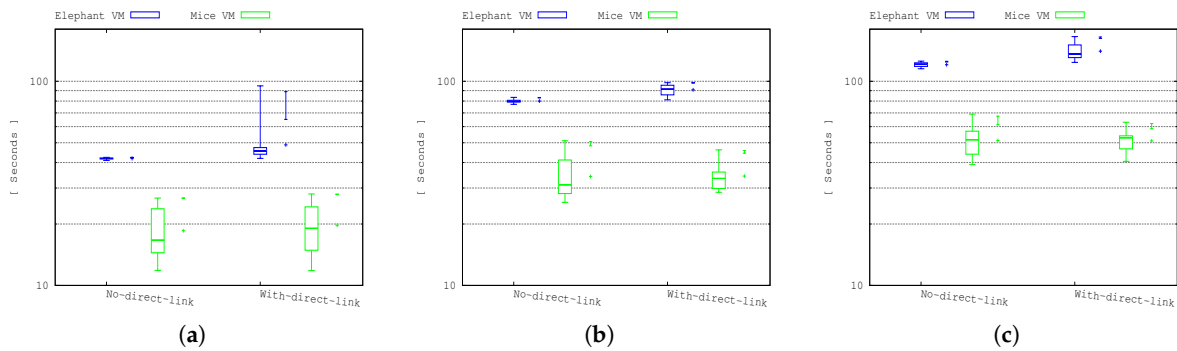 Elephant VM Mice VM
100
[ Seconds ]
10
No-direct-link With-direct-link
(a)
Elephant VM Mice VM
100
[ Seconds ]
10
No-direct-link With-direct-link
(b)
Elephant VM Mice VM
100
[ Seconds ]
10
No-direct-link With-direct-link
(c)